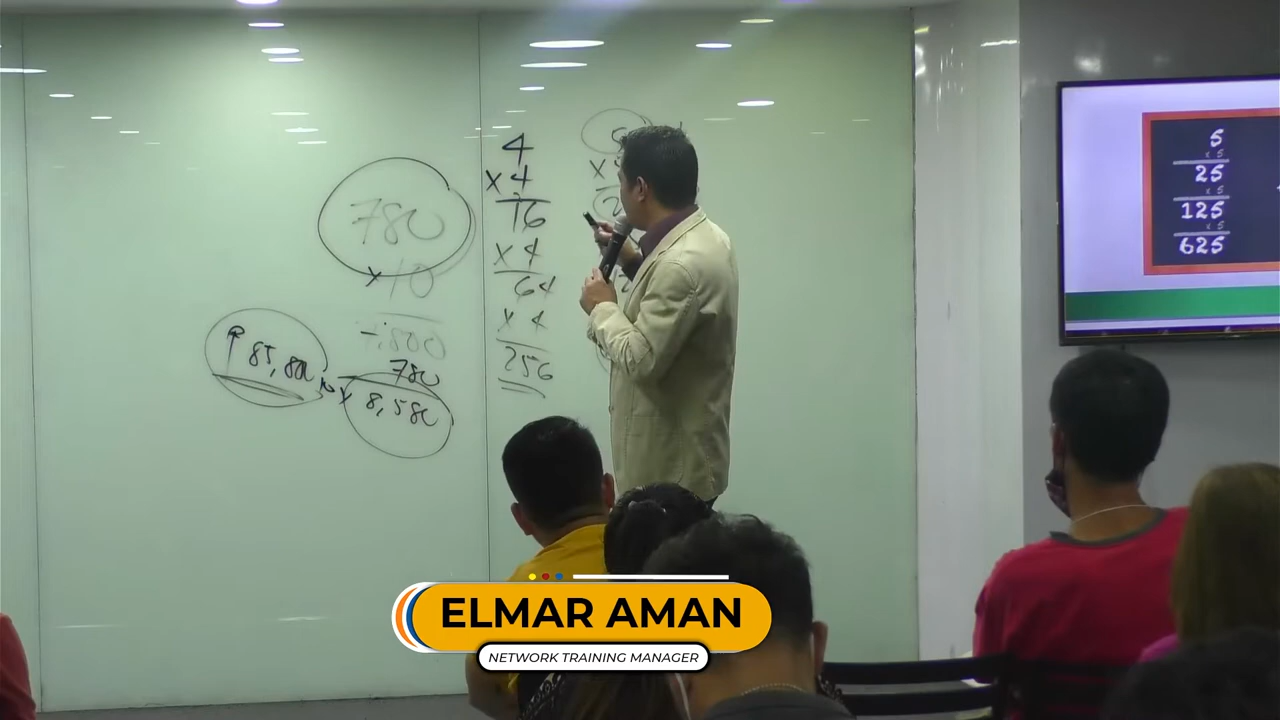 780
x 10
7,800
780
8,580
x
₱ 85,800
4
x 4
16
x 4
64
x 4
256
x
5
x 5
25
x 5
125
x 5
625
ELMAR AMAN
NETWORK TRAINING MANAGER